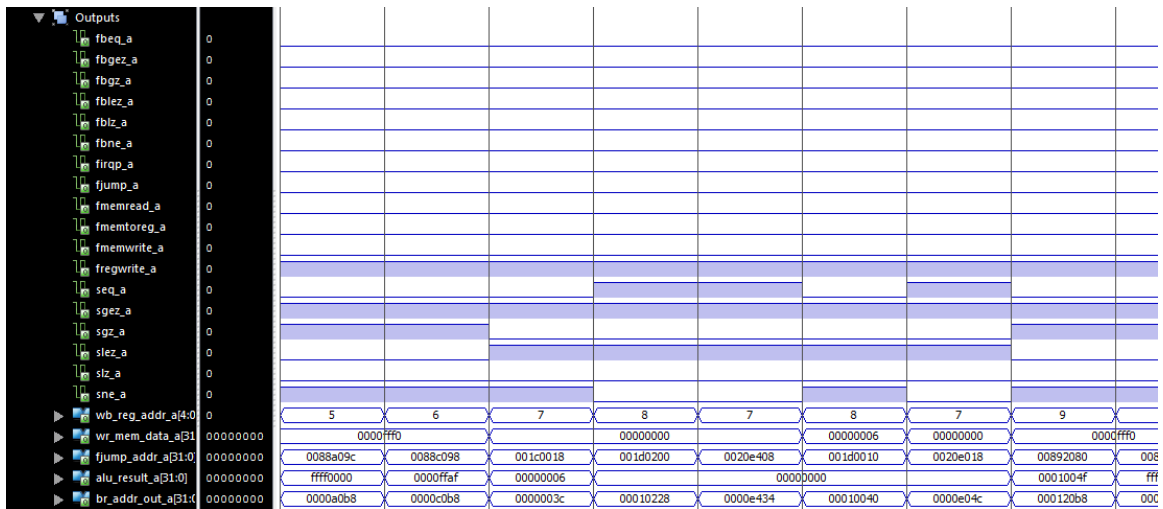 Outputs
fbeq_a 0
fbgez_a 0
fbgz_a 0
fblez_a 0
fblz_a 0
fbne_a 0
firqp_a 0
fjump_a 0
fmemread_a 0
fmemtoreg_a 0
fmemwrite_a 0
fregwrite_a 0
seq_a 0
sgez_a 0
sgz_a 0
slez_a 0
slz_a 0
sne_a 0
wb_reg_addr_a[4:0 0 5 6 7 8 7 8 7 9
wr_mem_data_a[31 00000000 0000fff0 00000000 00000006 00000000 0000fff0
fjump_addr_a[31:0] 00000000 0088a09c 0088c098 001c0018 001d0200 0020e408 001d0010 0020e018 00892080 008
alu_result_a[31:0] 00000000 ffff0000 0000ffaf 00000006 00000000 0001004f fff
br_addr_out_a[31:( 00000000 0000a0b8 0000c0b8 0000003c 00010228 0000e434 00010040 0000e04c 000120b8 000